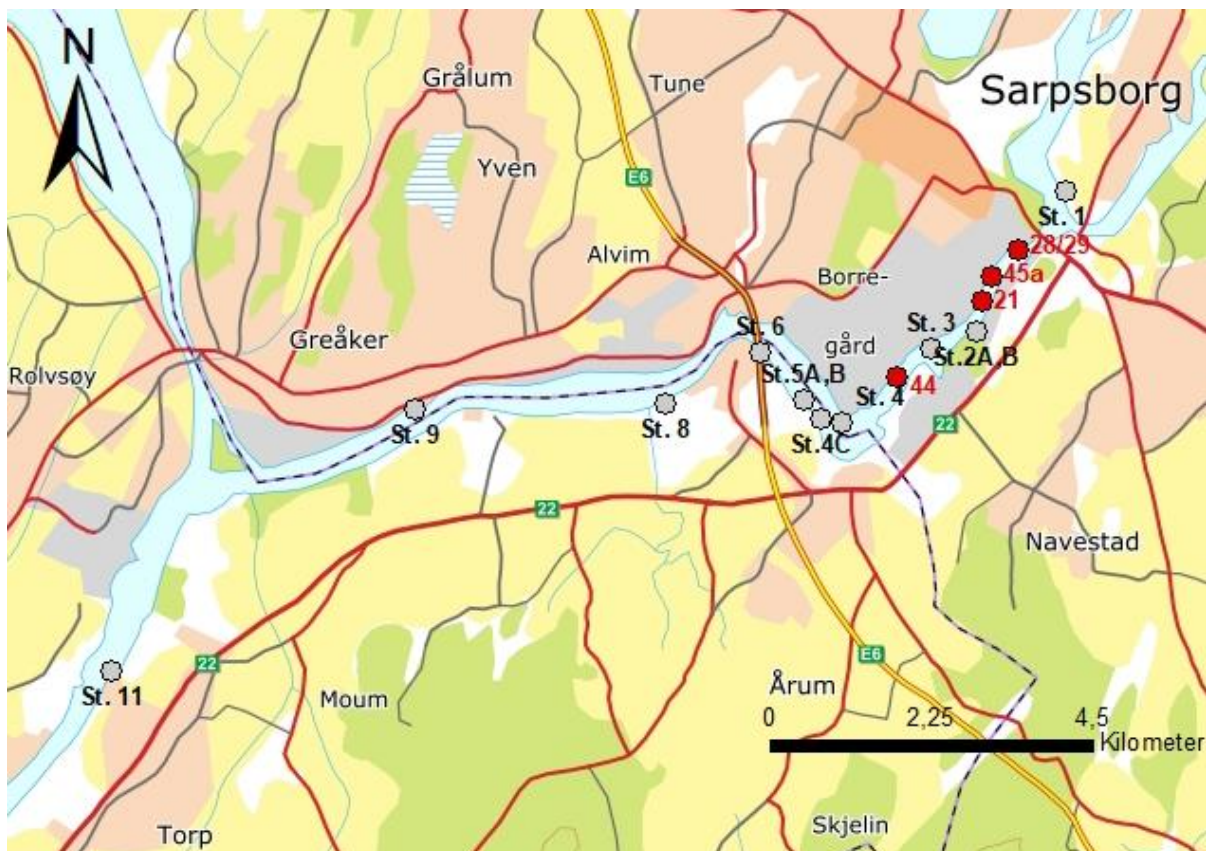 N
Grålum
Tune
Sarpsborg
Yven
E6
St. 1
28/29
Alvim
Borre-
45a
21
St. 6
St. 3
Greåker
gård
St.2A,B
Rolvsøy
St.5A,B
44
St. 4
St. 9
St. 8
St.4C
22
22
Navestad
22
E6
St. 11
Moum
Årum
0
2,25
4,5
Kilometer
Torp
Skjelin